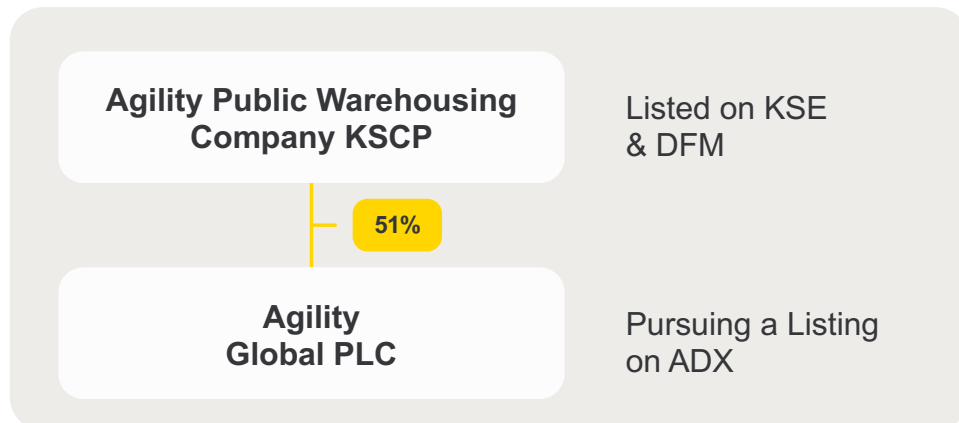 Agility Public Warehousing
Company KSCP
Listed on KSE
& DFM
51%
Agility
Global PLC
Pursuing a Listing
on ADX